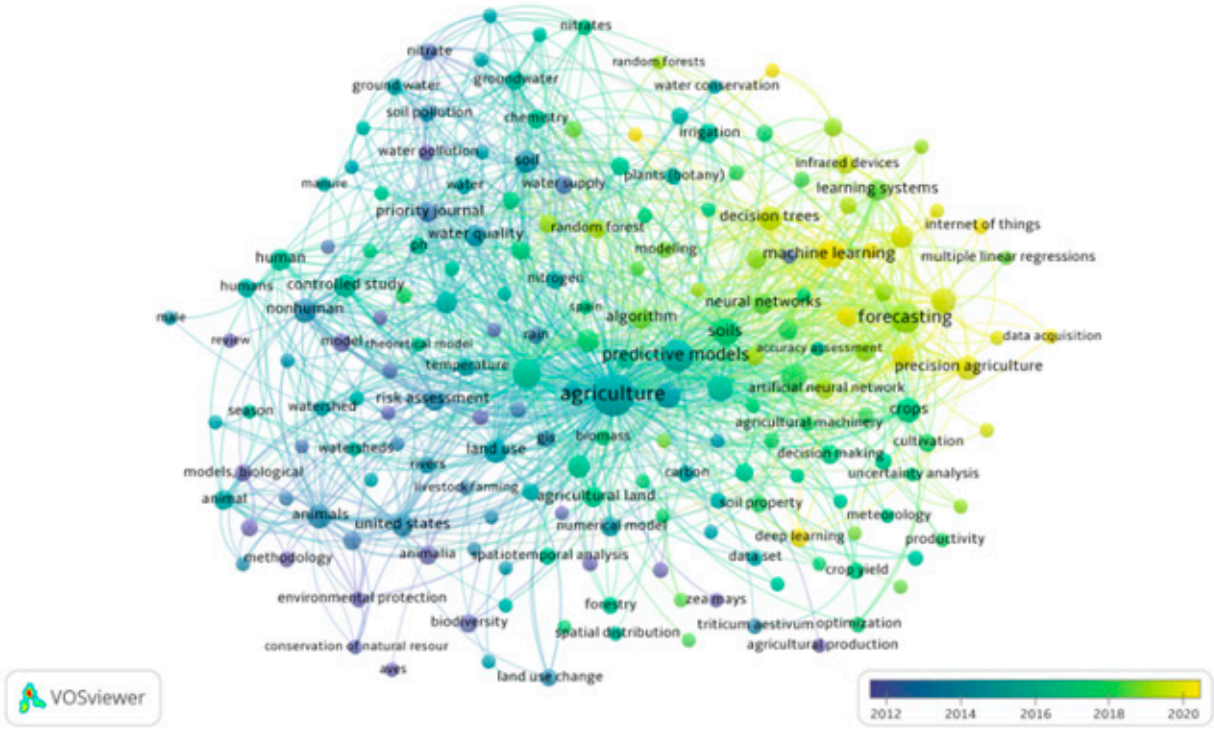 nitrates
nitrate
random forests
groundwater
ground water
water conservation
soil pollution
chemistry
irrigation
water pollution
soil
infrared devices
plants (botany)
manure
water
water supply
learning systems
priority journal
decision trees
internet of things
random forest
water quality
ph
modeling
machine learning
human
multiple linear regressions
nitrogen
humans
controlled study
neural networks
nonhuman
spain
male
algorithm
forecasting
soils
review
model
theoretical model
rain
data acquisition
predictive models
accuracy assessment
temperature
precision agriculture
agriculture
artificial neural network
risk assessment
season
watershed
crops
agricultural machinery
gis
biomass
cultivation
watersheds
land use
decision making
rivers
models, biological
carbon
uncertainty analysis
livestock farming
animal
agricultural land
soil property
animals
united states
numerical model
meteorology
deep learning
productivity
methodology
animalia
spatiotemporal analysis
data set
crop yield
environmental protection
forestry
zea mays
biodiversity
spatial distribution
triticum aestivum
optimization
conservation of natural resour
agricultural production
aves
land use change
VOSviewer
2012 2014 2016 2018 2020